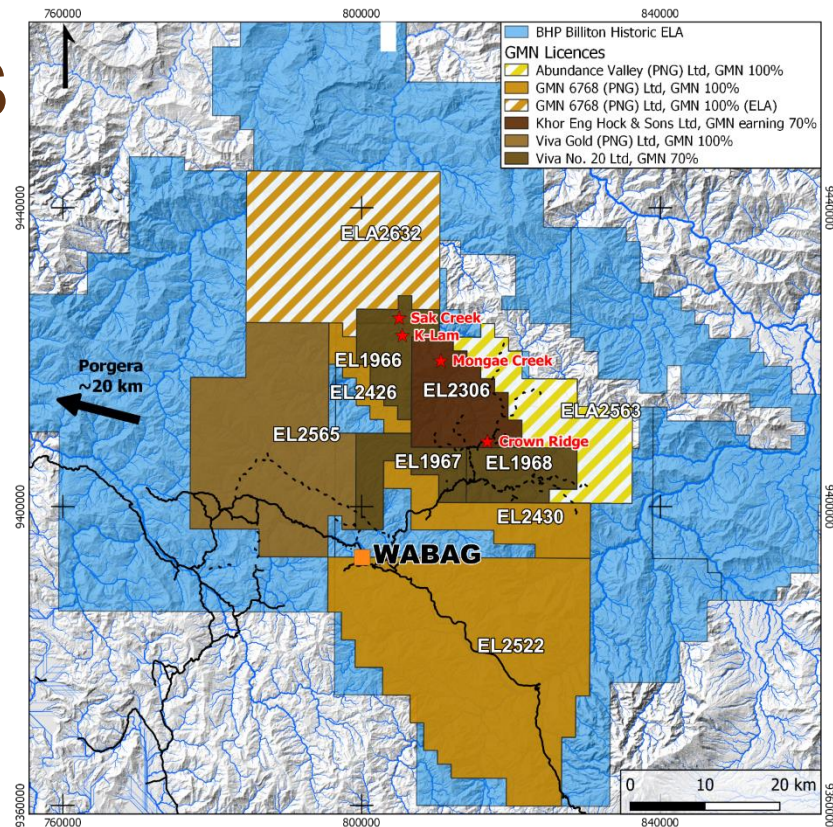 S
760000
800000
840000
BHP Billiton Historic ELA
GMN Licences
Abundance Valley (PNG) Ltd, GMN 100%
GMN 6768 (PNG) Ltd, GMN 100%
GMN 6768 (PNG) Ltd, GMN 100% (ELA)
Khor Eng Hock & Sons Ltd, GMN earning 70%
Viva Gold (PNG) Ltd, GMN 100%
Viva No. 20 Ltd, GMN 70%
9440000
9440000
ELA2632
Sak Creek
K-Lam
EL1966
Mongae Creek
Porgera
~20 km
EL2426
EL2306
ELA2563
EL2565
Crown Ridge
EL1967
EL1968
9400000
9400000
EL2430
WABAG
EL2522
0
10
20 km
9360000
9360000
760000
800000
840000